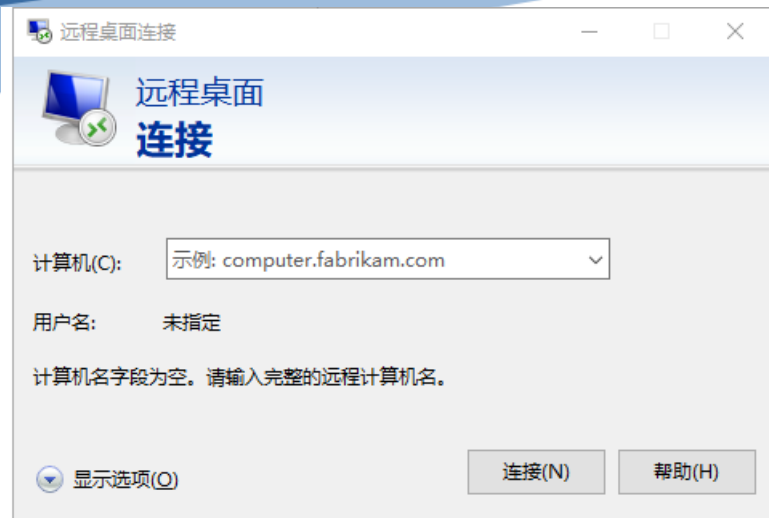 远程桌面连接
远程桌面
连接
计算机(C):
示例: computer.fabrikam.com
用户名:
未指定
计算机名字段为空。请输入完整的远程计算机名。
显示选项(O)
连接(N)
帮助(H)